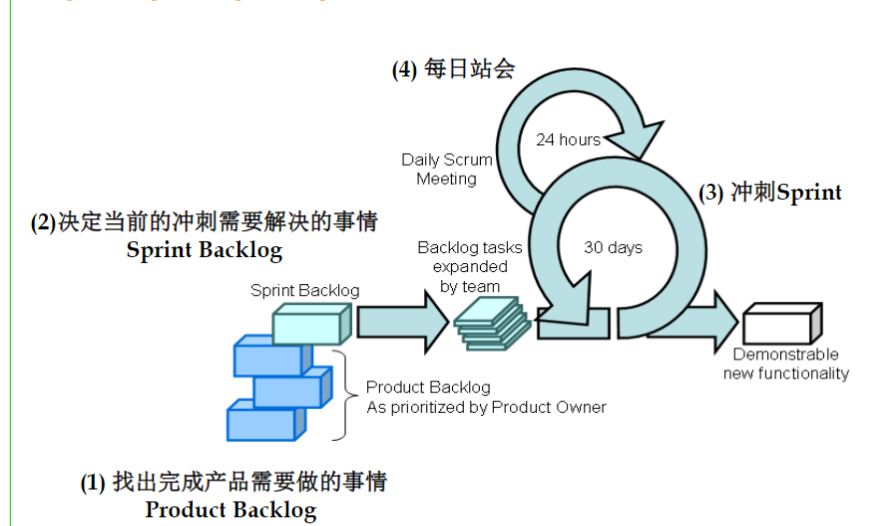 (4) 每日站会
24 hours
Daily Scrum
Meeting
(3) 冲刺Sprint
(2)决定当前的冲刺需要解决的事情
Sprint Backlog
Backlog tasks
expanded
by team
30 days
Sprint Backlog
Demonstrable
new functionality
Product Backlog
As prioritized by Product Owner
(1) 找出完成产品需要做的事情
Product Backlog